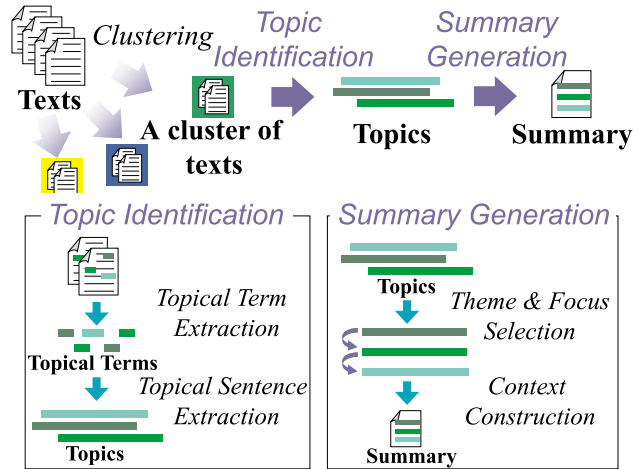 Clustering
Topic
Identification
Summary
Generation
Texts
A cluster of
texts
Topics
Summary
Topic Identification
Topical Term
Extraction
Topical Terms
Topical Sentence
Extraction
Topics
Summary Generation
Topics
Theme & Focus
Selection
Context
Construction
Summary